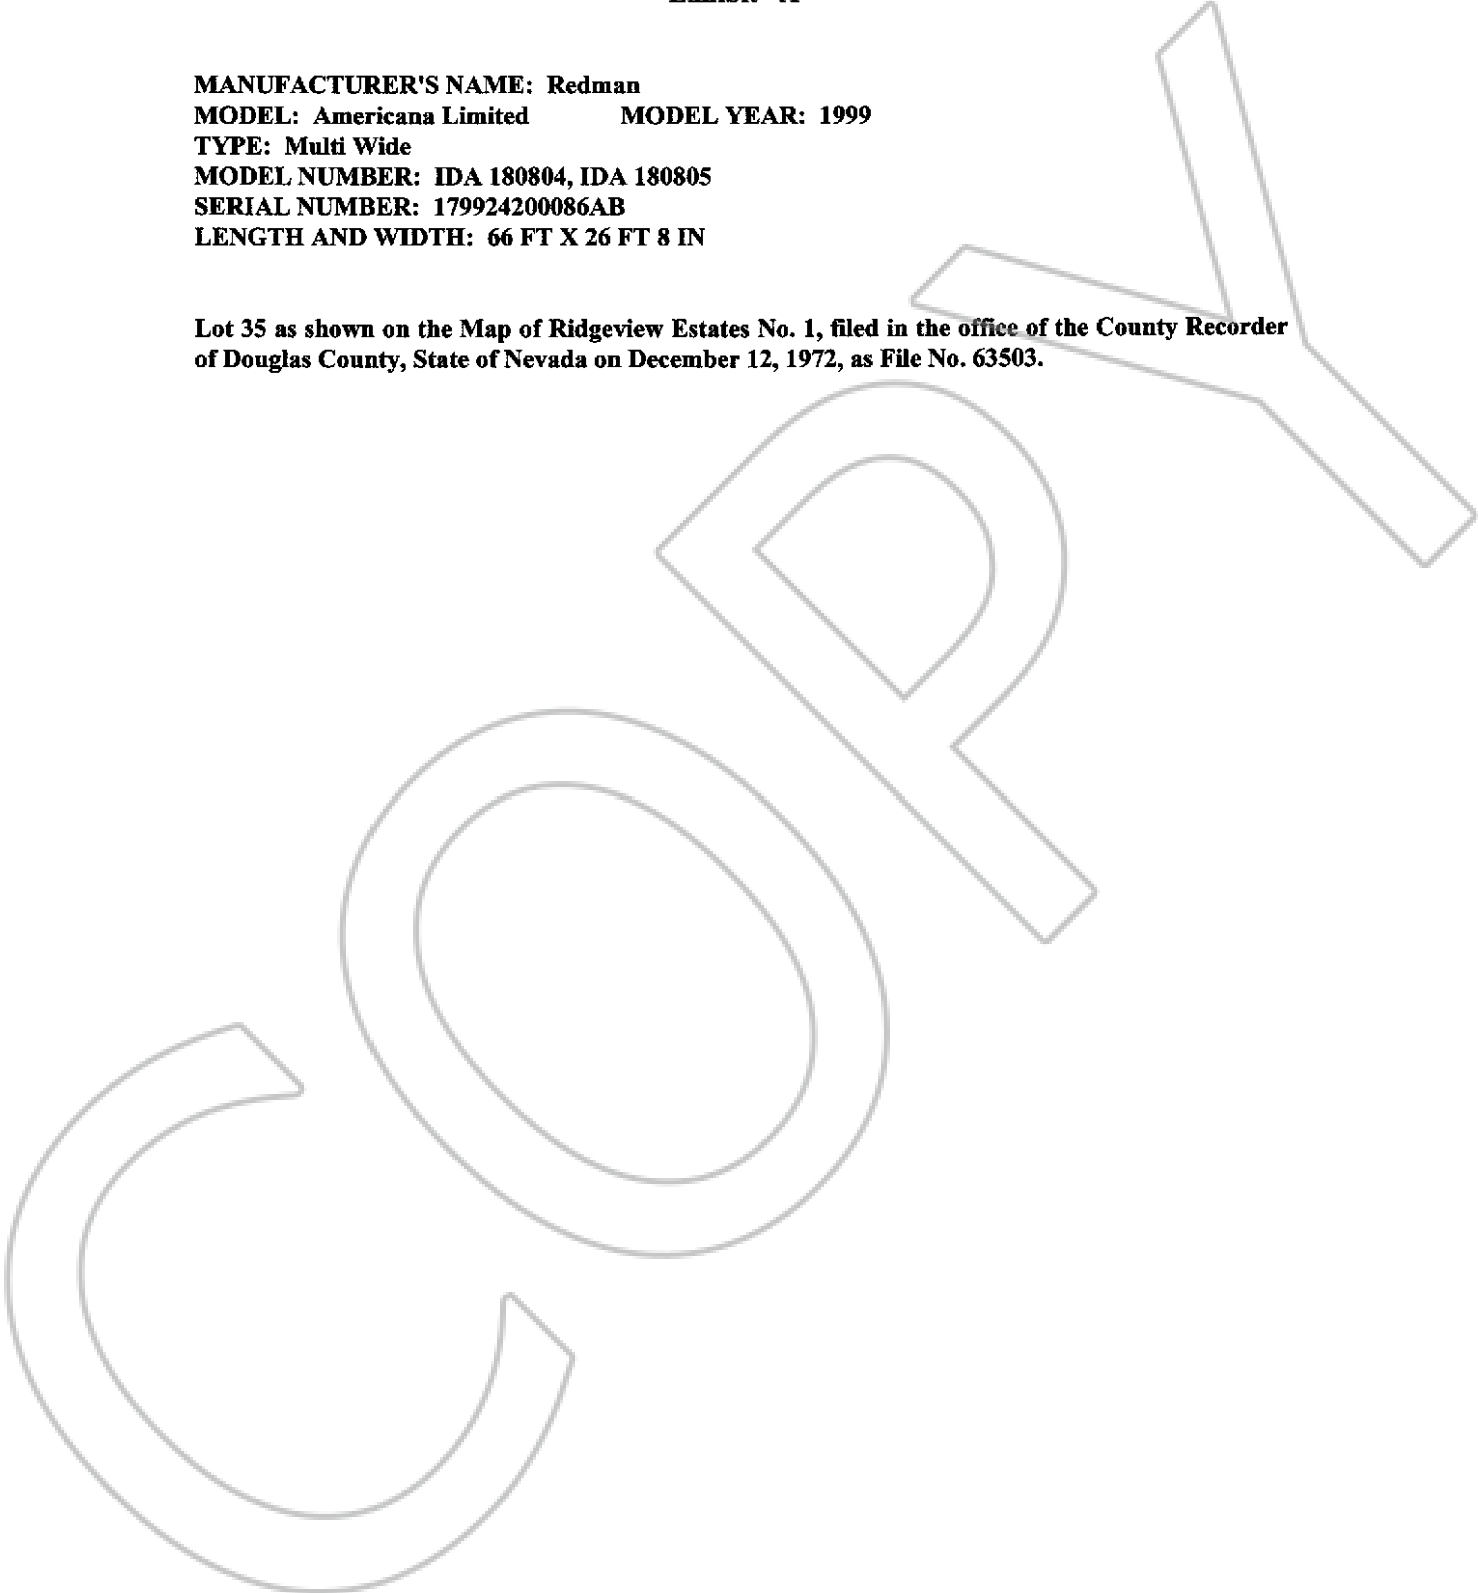 MANUFACTURER'S NAME: Redman
MODEL: Americana Limited MODEL YEAR: 1999
TYPE: Multi Wide
MODEL NUMBER: IDA 180804, IDA 180805
SERIAL NUMBER: 179924200086AB
LENGTH AND WIDTH: 66 FT X 26 FT 8 IN
Lot 35 as shown on the Map of Ridgeview Estates No. 1, filed in the office of the County Recorder
of Douglas County, State of Nevada on December 12, 1972, as File No. 63503.
COPY